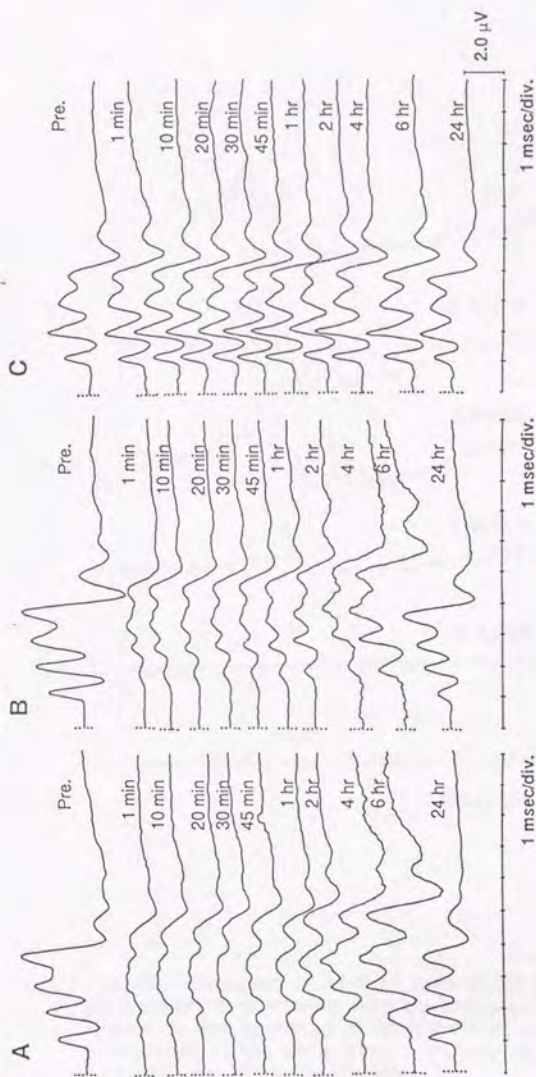 A
Pre.
1 min
10 min
20 min
30 min
45 min
1 hr
2 hr
4 hr
6 hr
24 hr
1 msec/div.
B
Pre.
1 min
10 min
20 min
30 min
45 min
1 hr
2 hr
4 hr
6 hr
24 hr
1 msec/div.
C
Pre.
1 min
10 min
20 min
30 min
45 min
1 hr
2 hr
4 hr
6 hr
24 hr
2.0 μV
1 msec/div.